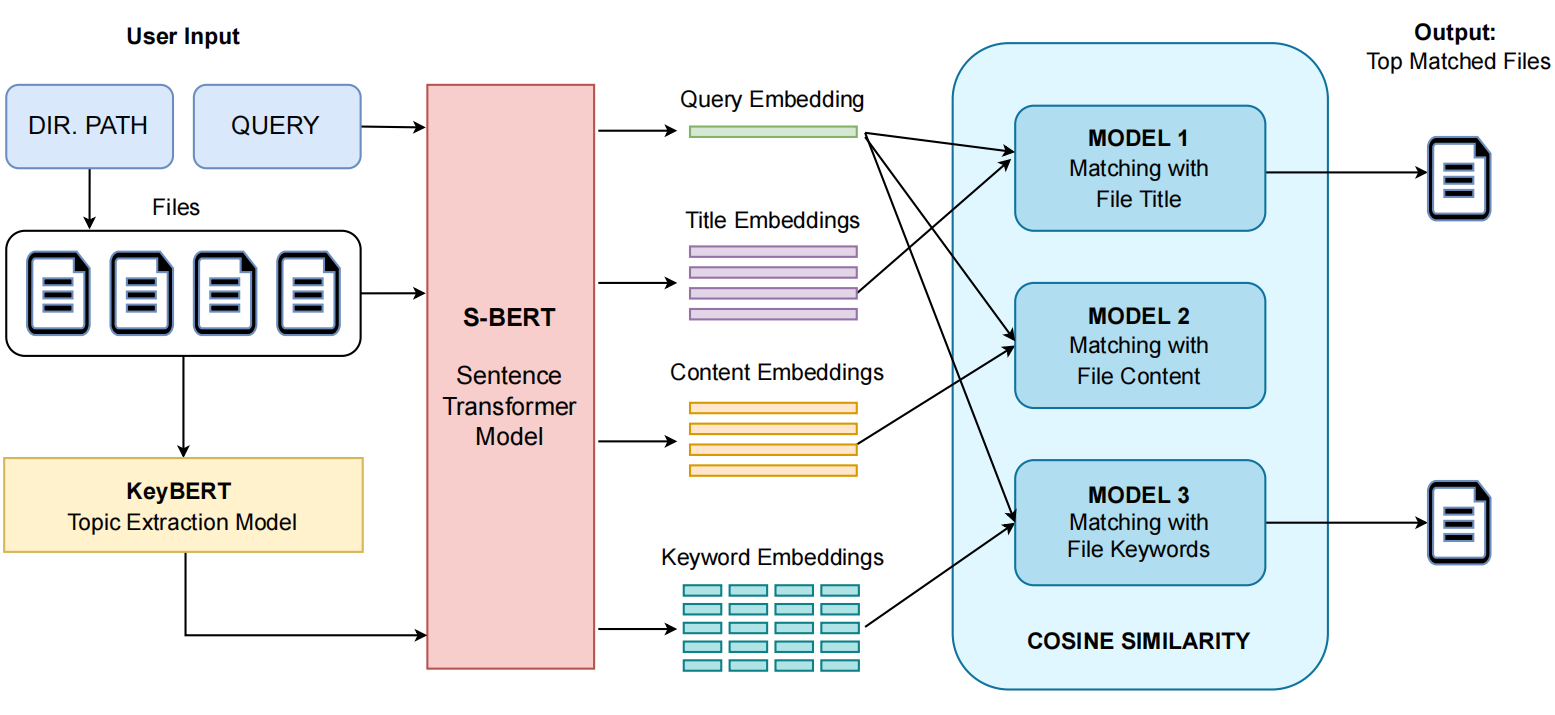 User Input
DIR. PATH
QUERY
Files
KeyBERT
Topic Extraction Model
S-BERT
Sentence
Transformer
Model
Query Embedding
Title Embeddings
Content Embeddings
Keyword Embeddings
MODEL 1
Matching with
File Title
MODEL 2
Matching with
File Content
MODEL 3
Matching with
File Keywords
COSINE SIMILARITY
Output:
Top Matched Files